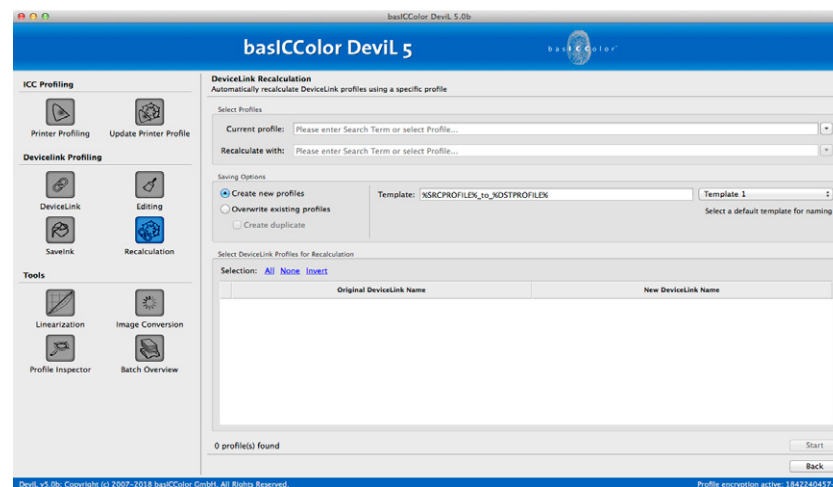 basICColor DeviL 5.0b
basICColor DeviL 5
basICColor
ICC Profiling
Printer Profiling
Update Printer Profile
Devicelink Profiling
DeviceLink
Editing
SaveInk
Recalculation
Tools
Linearization
Image Conversion
Profile Inspector
Batch Overview
DeviceLink Recalculation
Automatically recalculate DeviceLink profiles using a specific profile
Select Profiles
Current profile: Please enter Search Term or select Profile...
Recalculate with: Please enter Search Term or select Profile...
Saving Options
Create new profiles
Template: %SRCPROFILE%_to_%DSTPROFILE% Template 1
Overwrite existing profiles
Select a default template for naming
Create duplicate
Select DeviceLink Profiles for Recalculation
Selection: All None Invert
Original DeviceLink Name New DeviceLink Name
0 profile(s) found
Start
Back
DeviL v5.0b: Copyright (c) 2007-2018 basICColor GmbH. All Rights Reserved.
Profile encryption active: 1842240457-